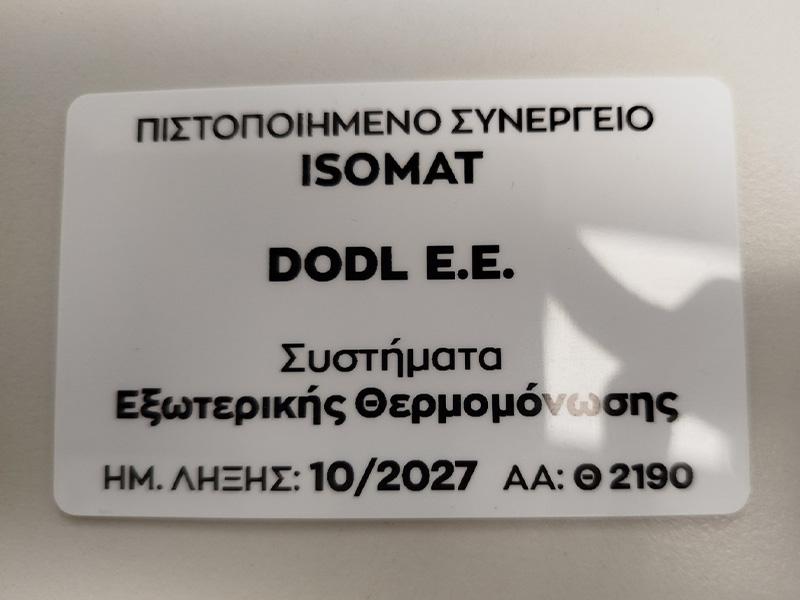 ΠΙΣΤΟΠΟΙΗΜΕΝΟ ΣΥΝΕΡΓΕΙΟ
ISOMAT
DODL E.E.
Συστήματα
Εξωτερικής Θερμομόνωσης
ΗΜ. ΛΗΞΗΣ: 10/2027 ΑΑ: Θ 2190